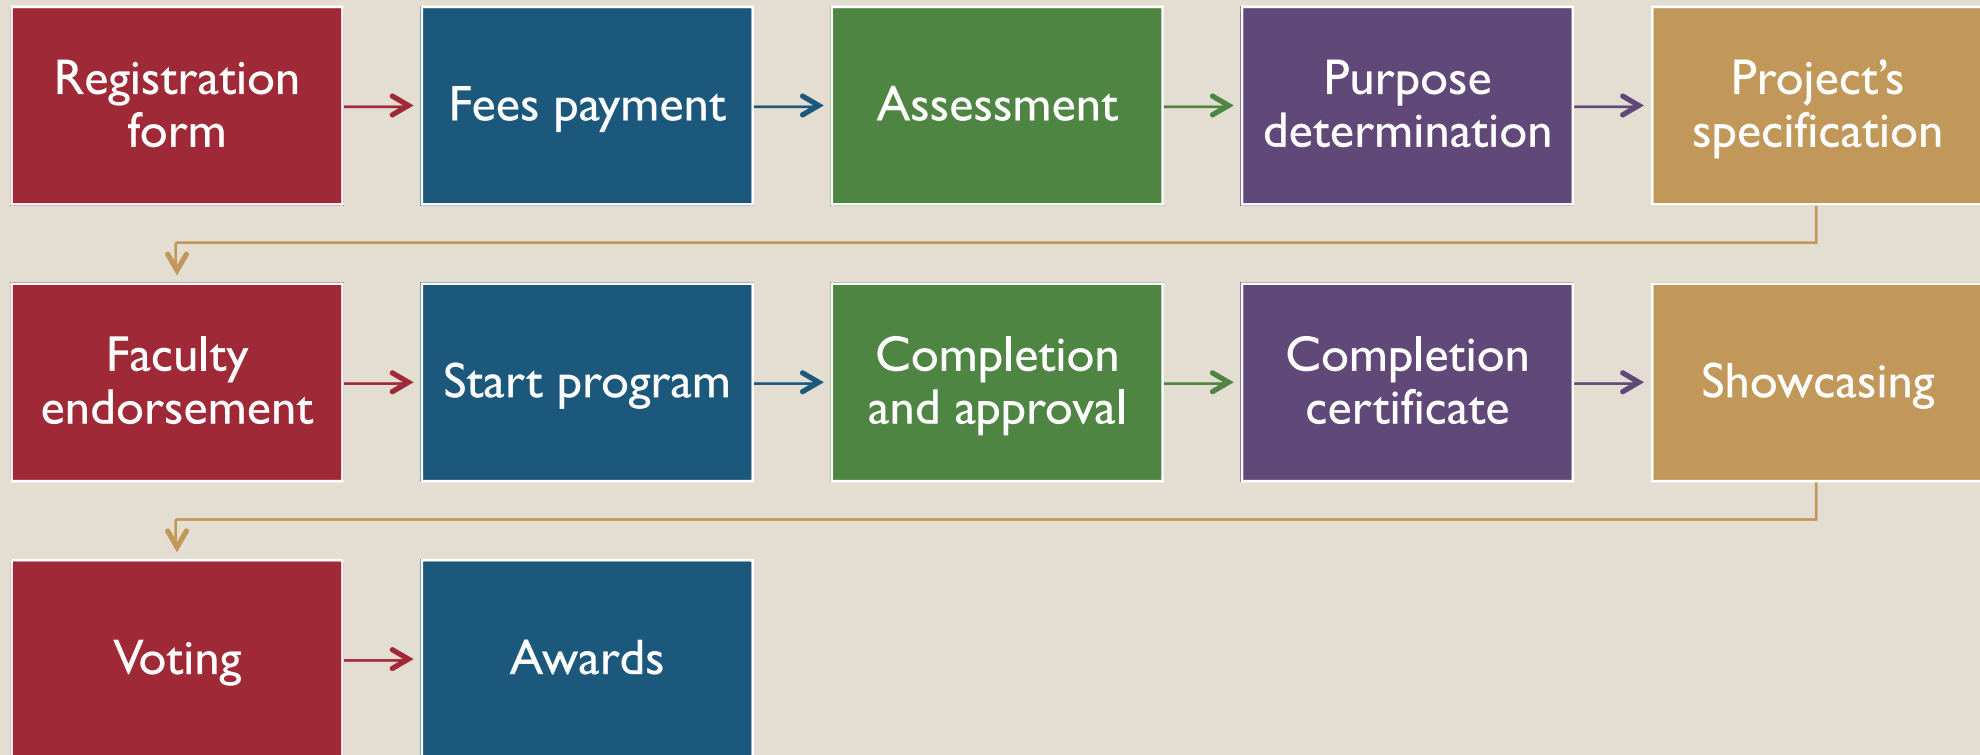 Registration
form
Fees payment
Assessment
Purpose
determination
Project’s
specification
Faculty
endorsement
Start program
Completion
and approval
Completion
certificate
Showcasing
Voting
Awards